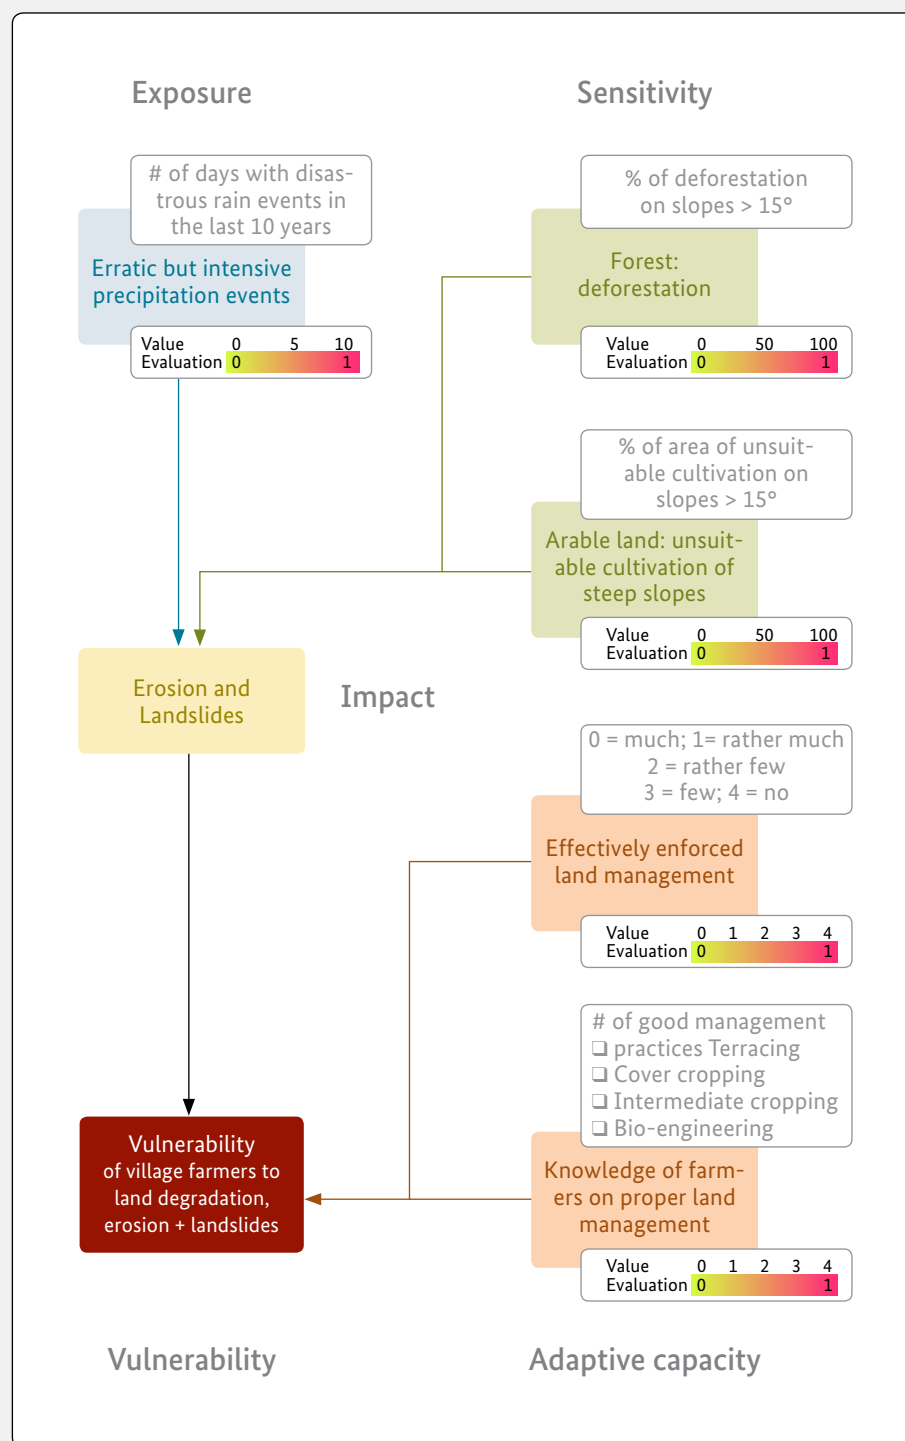 Exposure
# of days with disas-
trous rain events in
the last 10 years
Erratic but intensive
precipitation events
Value 0 5 10
Evaluation 0 1
Sensitivity
% of deforestation
on slopes > 15°
Forest:
deforestation
Value 0 50 100
Evaluation 0 1
% of area of unsuit-
able cultivation on
slopes > 15°
Arable land: unsuit-
able cultivation of
steep slopes
Value 0 50 100
Evaluation 0 1
Erosion and
Landslides
Impact
0 = much; 1= rather much
2 = rather few
3 = few; 4 = no
Effectively enforced
land management
Value 0 1 2 3 4
Evaluation 0 1
# of good management
❑ practices Terracing
❑ Cover cropping
❑ Intermediate cropping
❑ Bio-engineering
Knowledge of farm-
ers on proper land
management
Value 0 1 2 3 4
Evaluation 0 1
Vulnerability
of village farmers to
land degradation,
erosion + landslides
Vulnerability
Adaptive capacity